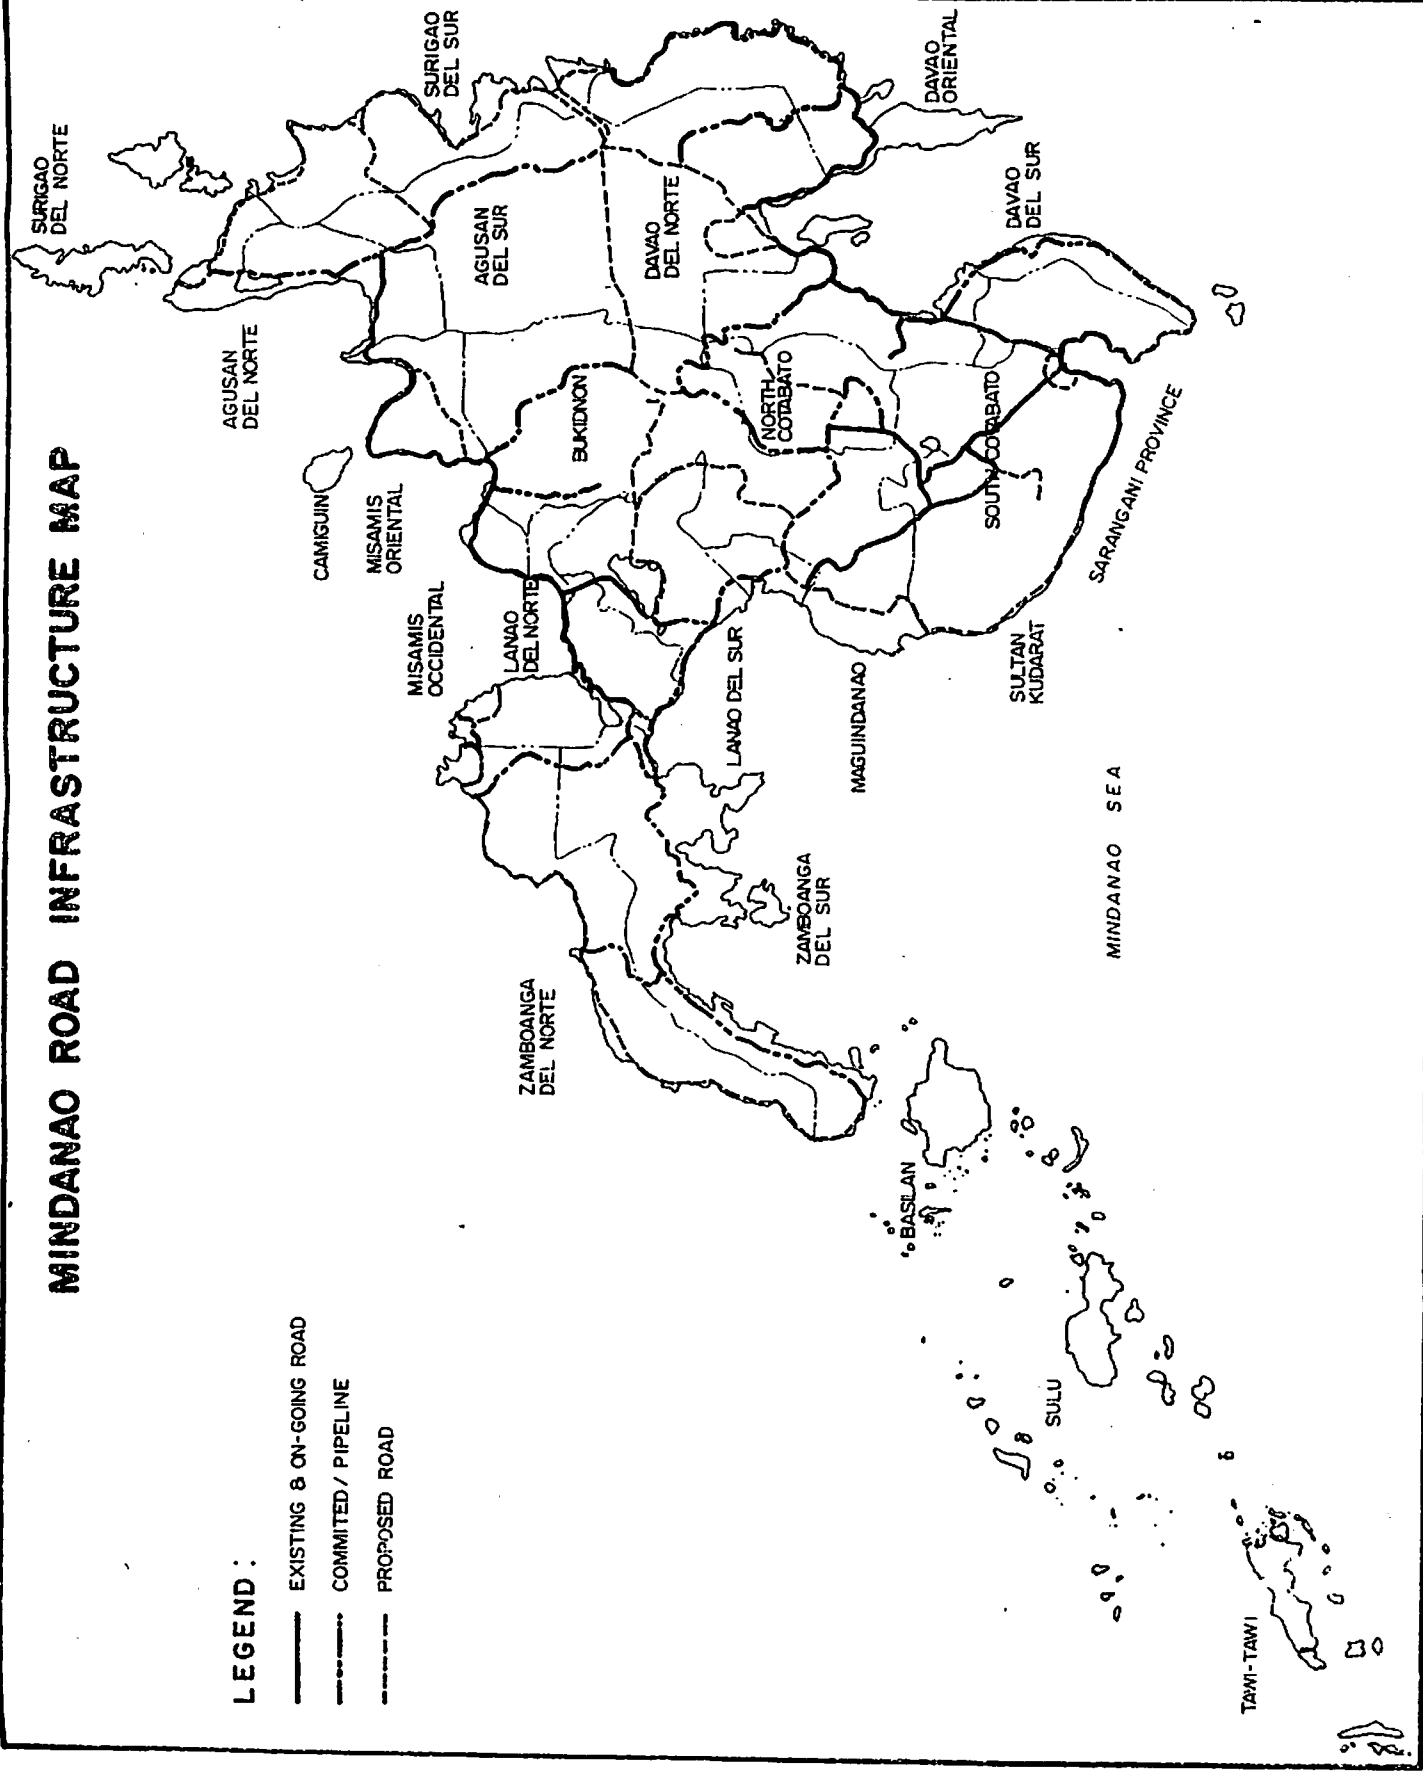 MINDANAO ROAD INFRASTRUCTURE MAP
LEGEND :
EXISTING & ON-GOING ROAD
COMMITED / PIPELINE
PROPOSED ROAD
SURIGAO
DEL NORTE
SURIGAO
DEL SUR
AGUSAN
DEL NORTE
AGUSAN
DEL SUR
CAMIGUIN
MISAMIS
ORIENTAL
BUKIDNON
DAVAO
DEL NORTE
DAVAO
ORIENTAL
DAVAO
DEL SUR
MISAMIS
OCCIDENTAL
LANAO
DEL NORTE
NORTH
COTABATO
SOUTH COTABATO
SARANGANI PROVINCE
LANAO DEL SUR
MAGUINDANAO
SULTAN
KUDARAT
ZAMBOANGA
DEL NORTE
ZAMBOANGA
DEL SUR
MINDANAO SEA
BASILAN
SULU
TAWI-TAWI